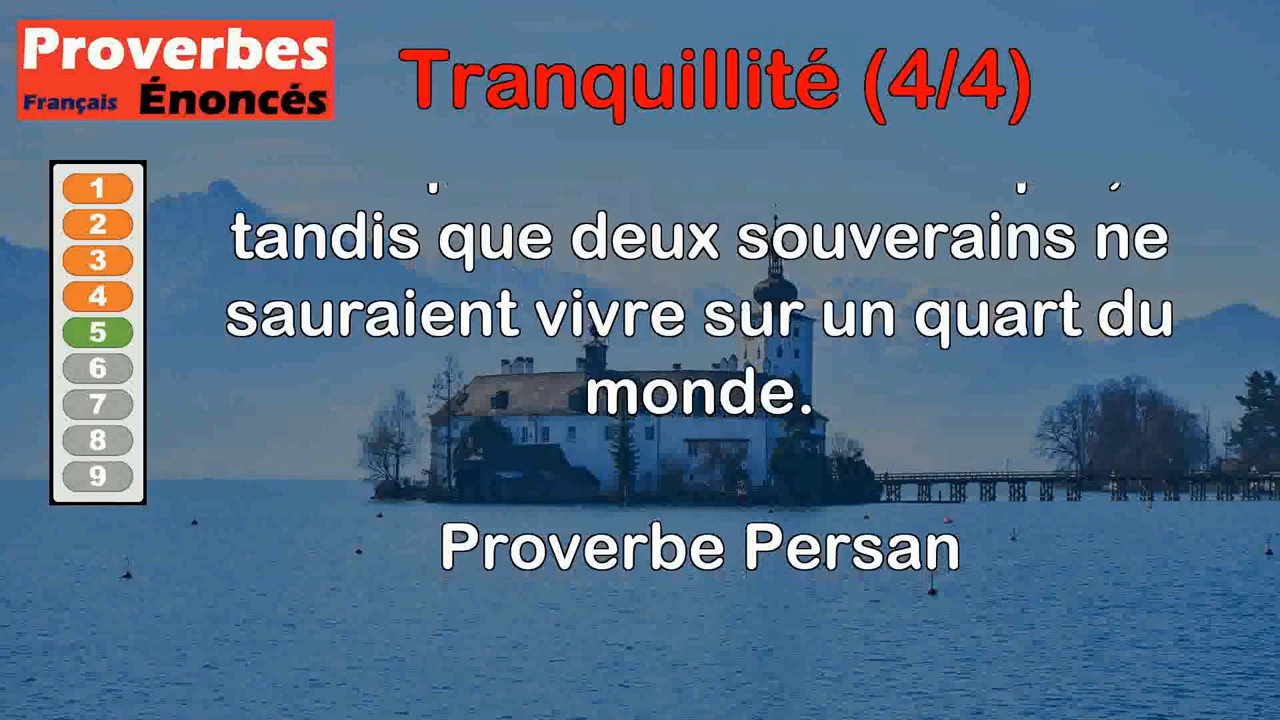 Proverbes
Français Énoncés
Tranquillité (4/4)
1
2
3
4
5
6
7
8
9
tandis que deux souverains ne
sauraient vivre sur un quart du
monde.
Proverbe Persan